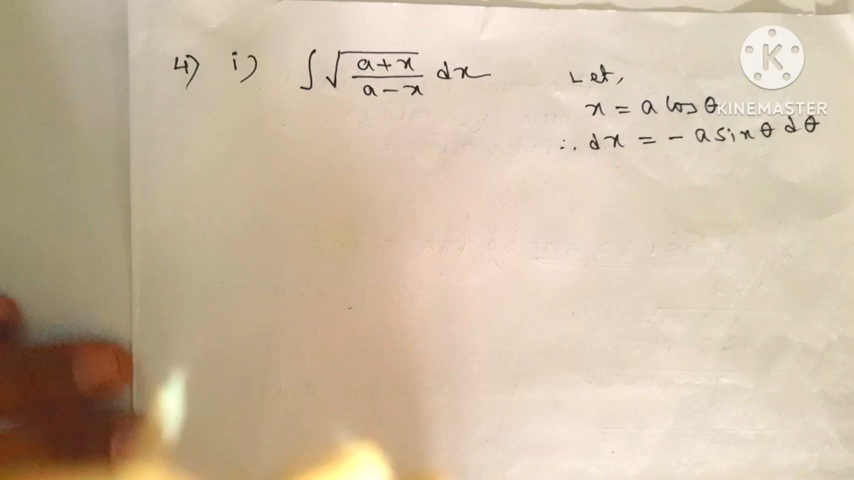 4) i) ∫ √(a+x)/(a-x) dx
Let,
x = a cos θ
∴ dx = - a sin θ dθ
K
KINEMASTER